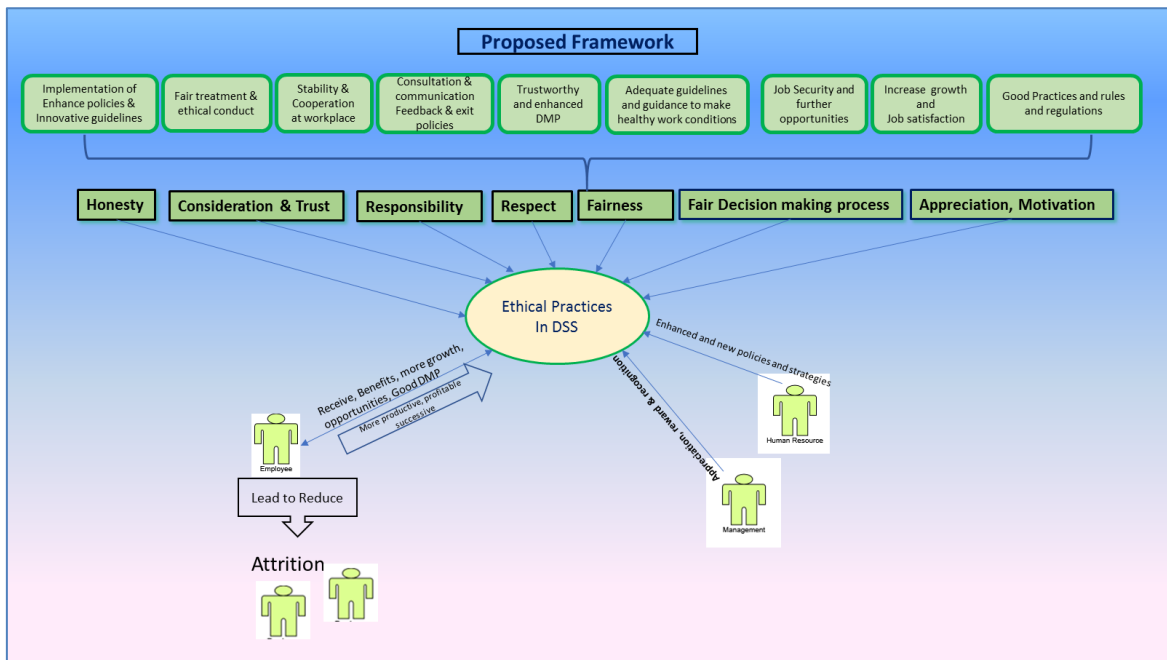 Proposed Framework
Implementation of
Enhance policies &
Innovative guidelines
Fair treatment &
ethical conduct
Stability &
Cooperation
at workplace
Consultation &
communication
Feedback & exit
policies
Trustworthy
and enhanced
DMP
Adequate guidelines
and guidance to make
healthy work conditions
Job Security and
further
opportunities
Increase growth
and
Job satisfaction
Good Practices and rules
and regulations
Honesty
Consideration & Trust
Responsibility
Respect
Fairness
Fair Decision making process
Appreciation, Motivation
Ethical Practices
In DSS
Receive, Benefits, more growth,
opportunities, Good DMP
More productive, profitable
successive
Appreciation, reward & recognition
Enhanced and new policies and strategies
Human Resource
Employee
Management
Lead to Reduce
Attrition